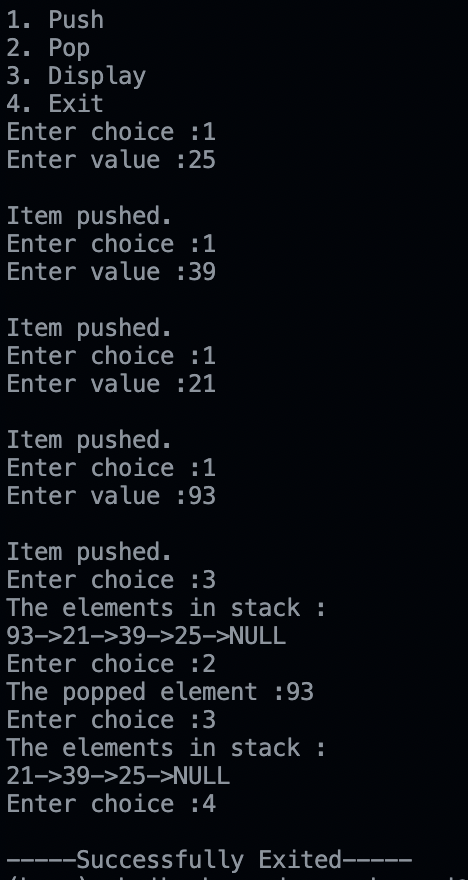 1. Push
2. Pop
3. Display
4. Exit
Enter choice :1
Enter value :25
Item pushed.
Enter choice :1
Enter value :39
Item pushed.
Enter choice :1
Enter value :21
Item pushed.
Enter choice :1
Enter value :93
Item pushed.
Enter choice :3
The elements in stack :
93->21->39->25->NULL
Enter choice :2
The popped element :93
Enter choice :3
The elements in stack :
21->39->25->NULL
Enter choice :4
-----Successfully Exited-----